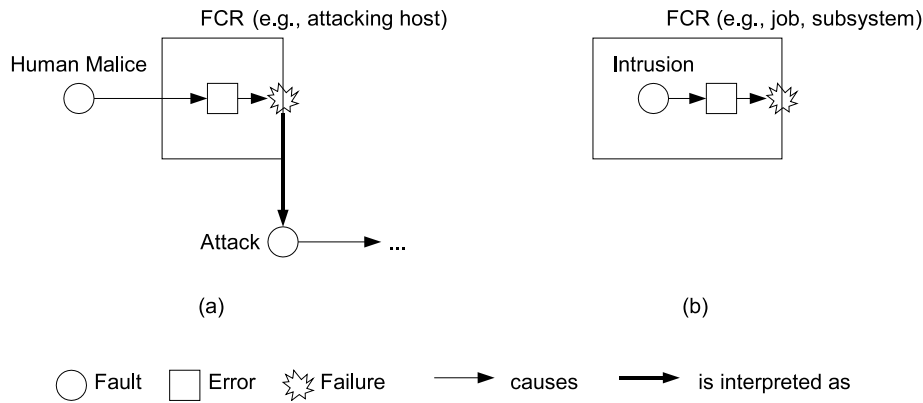 FCR (e.g., attacking host)
FCR (e.g., job, subsystem)
Human Malice
Intrusion
Attack
...
(a)
(b)
Fault
Error
Failure
causes
is interpreted as